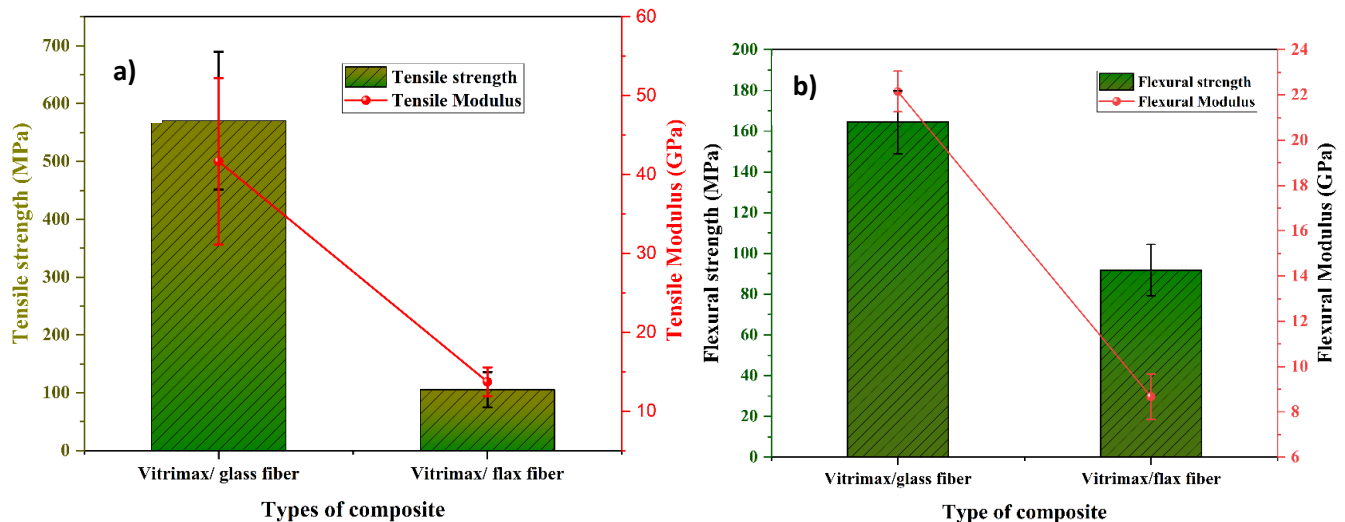 a)
Tensile strength (MPa)
700
600
500
400
300
200
100
0
Tensile strength
Tensile Modulus
60
50
40
30
20
10
Tensile Modulus (GPa)
Vitrimax/ glass fiber
Vitrimax/ flax fiber
Types of composite
b)
Flexural strength (MPa)
200
180
160
140
120
100
80
60
40
20
0
Flexural strength
Flexural Modulus
24
22
20
18
16
14
12
10
8
6
Flexural Modulus (GPa)
Vitrimax/glass fiber
Vitrimax/flax fiber
Type of composite